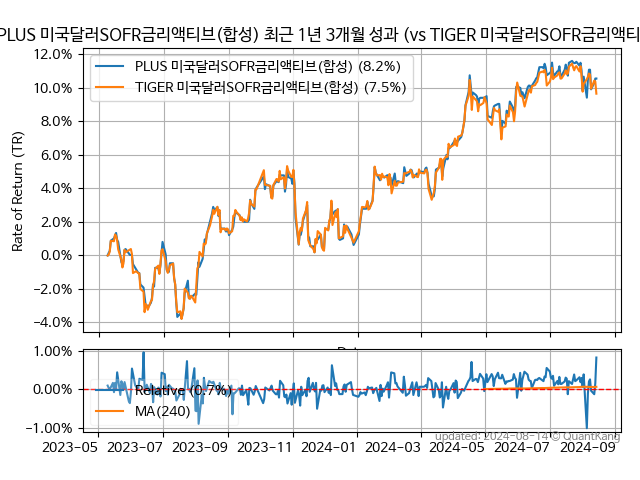 PLUS 미국달러SOFR금리액티브(합성) 최근 1년 3개월 성과 (vs TIGER 미국달러SOFR금리액티
12.0%
10.0%
8.0%
6.0%
4.0%
2.0%
0.0%
−2.0%
−4.0%
Rate of Return (TR)
PLUS 미국달러SOFR금리액티브(합성) (8.2%)
TIGER 미국달러SOFR금리액티브(합성) (7.5%)
1.00%
0.00%
−1.00%
Relative (0.7%)
MA(240)
2023-05 2023-07 2023-09 2023-11 2024-01 2024-03 2024-05 2024-07 2024-09
updated: 2024-08-14 © QuantKang